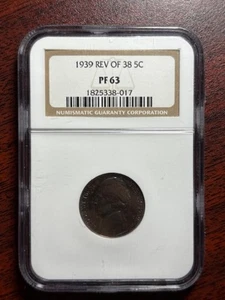 1939 REV OF 38 5C
PF 63
1825338-017
NUMISMATIC GUARANTY CORPORATION